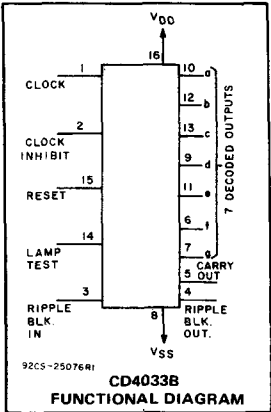 VDD
16
1
CLOCK
2
CLOCK
INHIBIT
15
RESET
14
LAMP
TEST
3
RIPPLE
BLK.
IN
10 a
12 b
13 c
9 d
11 e
6 f
7 g
7 DECODED OUTPUTS
CARRY
5 OUT
4
RIPPLE
BLK.
OUT.
8
VSS
92CS-25076R1
CD4033B
FUNCTIONAL DIAGRAM